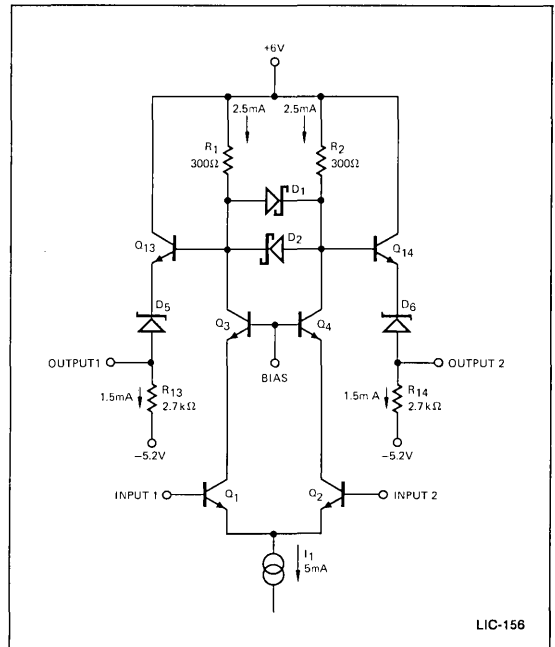 +6V
2.5mA 2.5mA
R1 R2
300Ω 300Ω
D1
D2
Q13 Q14
D5 D6
Q3 Q4
OUTPUT 1 OUTPUT 2
BIAS
1.5mA R13 1.5mA R14
2.7kΩ 2.7kΩ
−5.2V −5.2V
INPUT 1 Q1 Q2 INPUT 2
I1
5mA
LIC-156